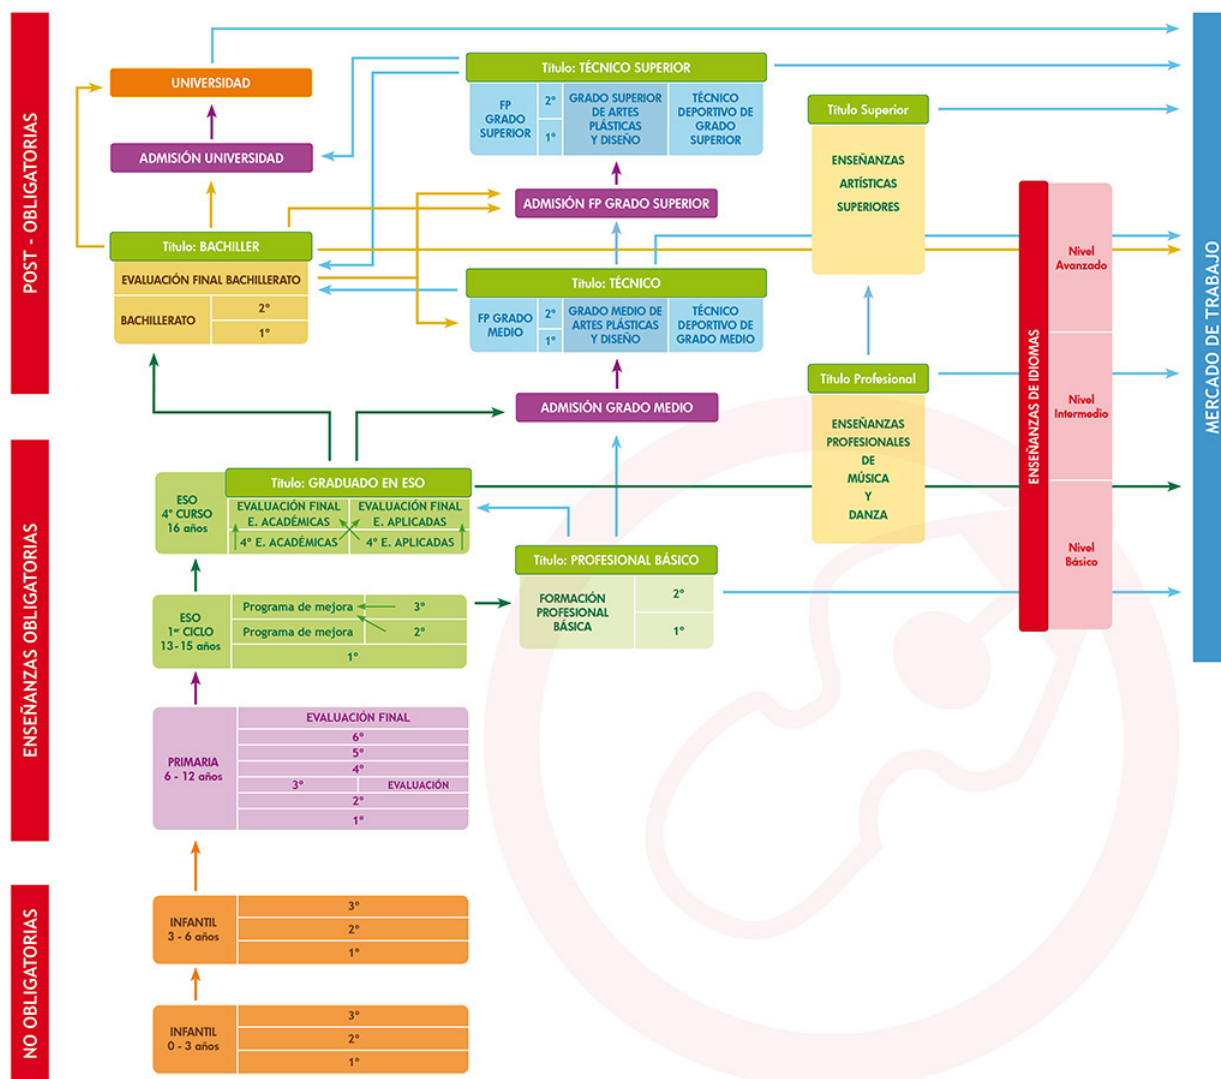 POST - OBLIGATORIAS
UNIVERSIDAD
ADMISIÓN UNIVERSIDAD
Título: BACHILLER
EVALUACIÓN FINAL BACHILLERATO
BACHILLERATO
2º
1º
Título: TÉCNICO SUPERIOR
FP
GRADO
SUPERIOR
2º
1º
GRADO SUPERIOR
DE ARTES
PLÁSTICAS
Y DISEÑO
TÉCNICO
DEPORTIVO DE
GRADO
SUPERIOR
ADMISIÓN FP GRADO SUPERIOR
Título: TÉCNICO
FP GRADO
MEDIO
2º
1º
GRADO MEDIO DE
ARTES PLÁSTICAS
Y DISEÑO
TÉCNICO
DEPORTIVO DE
GRADO MEDIO
ADMISIÓN GRADO MEDIO
Título Superior
ENSEÑANZAS
ARTÍSTICAS
SUPERIORES
Título Profesional
ENSEÑANZAS
PROFESIONALES
DE
MÚSICA
Y
DANZA
ENSEÑANZAS DE IDIOMAS
Nivel
Avanzado
Nivel
Intermedio
Nivel
Básico
MERCADO DE TRABAJO
ENSEÑANZAS OBLIGATORIAS
ESO
4º CURSO
16 años
Título: GRADUADO EN ESO
EVALUACIÓN FINAL
E. ACADÉMICAS
EVALUACIÓN FINAL
E. APLICADAS
4º E. ACADÉMICAS
4º E. APLICADAS
ESO
1er CICLO
13-15 años
Programa de mejora
3º
Programa de mejora
2º
1º
Título: PROFESIONAL BÁSICO
FORMACIÓN
PROFESIONAL
BÁSICA
2º
1º
PRIMARIA
6 - 12 años
EVALUACIÓN FINAL
6º
5º
4º
3º
EVALUACIÓN
2º
1º
NO OBLIGATORIAS
INFANTIL
3 - 6 años
3º
2º
1º
INFANTIL
0 - 3 años
3º
2º
1º